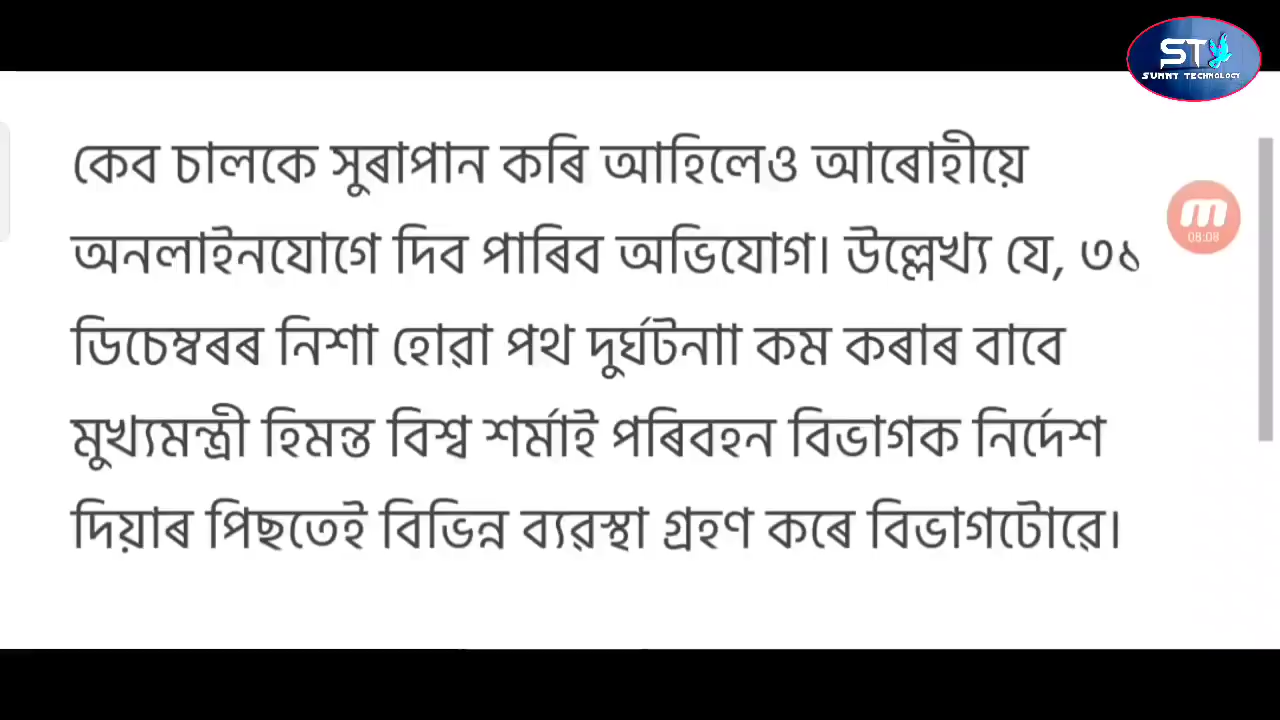 ST
SUNNY TECHNOLOGY
কেব চালকে সুৰাপান কৰি আহিলেও আৰোহীয়ে
08:08
অনলাইনযোগে দিব পাৰিব অভিযোগ। উল্লেখ্য যে, ৩১
ডিচেম্বৰৰ নিশা হোৱা পথ দুৰ্ঘটনাা কম কৰাৰ বাবে
মুখ্যমন্ত্ৰী হিমন্ত বিশ্ব শৰ্মাই পৰিবহন বিভাগক নিৰ্দেশ
দিয়াৰ পিছতেই বিভিন্ন ব্যৱস্থা গ্ৰহণ কৰে বিভাগটোৱে।